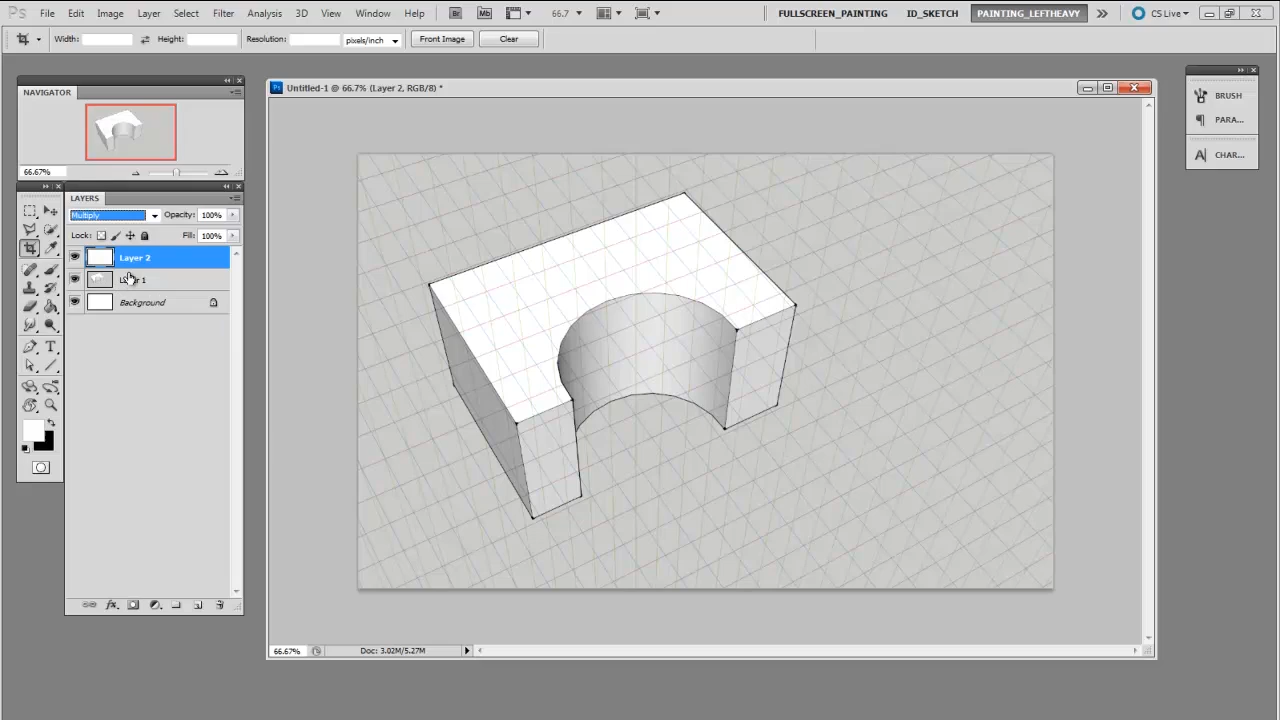 Ps File Edit Image Layer Select Filter Analysis 3D View Window Help Br Mb 66.7 FULLSCREEN_PAINTING ID_SKETCH PAINTING_LEFTHEAVY CS Live
Width: Height: Resolution: pixels/inch Front Image Clear
NAVIGATOR
66.67%
LAYERS
Multiply Opacity: 100%
Lock: Fill: 100%
Layer 2
Background
Ps Untitled-1 @ 66.7% (Layer 2, RGB/8) *
66.67% Doc: 3.02M/5.27M
BRUSH
PARA...
CHAR...